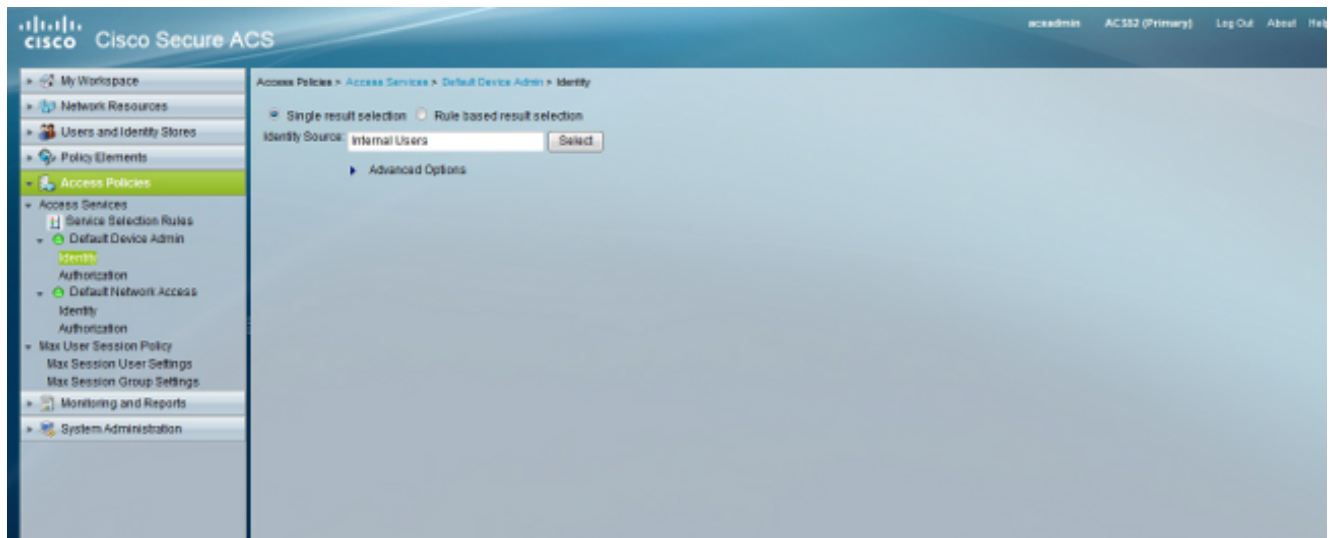 CISCO Cisco Secure ACS
acsadmin ACS52 (Primary) Log Out About Help
My Workspace
Network Resources
Users and Identity Stores
Policy Elements
Access Policies
Access Services
Service Selection Rules
Default Device Admin
Identity
Authorization
Default Network Access
Identity
Authorization
Max User Session Policy
Max Session User Settings
Max Session Group Settings
Monitoring and Reports
System Administration
Access Policies > Access Services > Default Device Admin > Identity
Single result selection Rule based result selection
Identity Source: Internal Users Select
Advanced Options